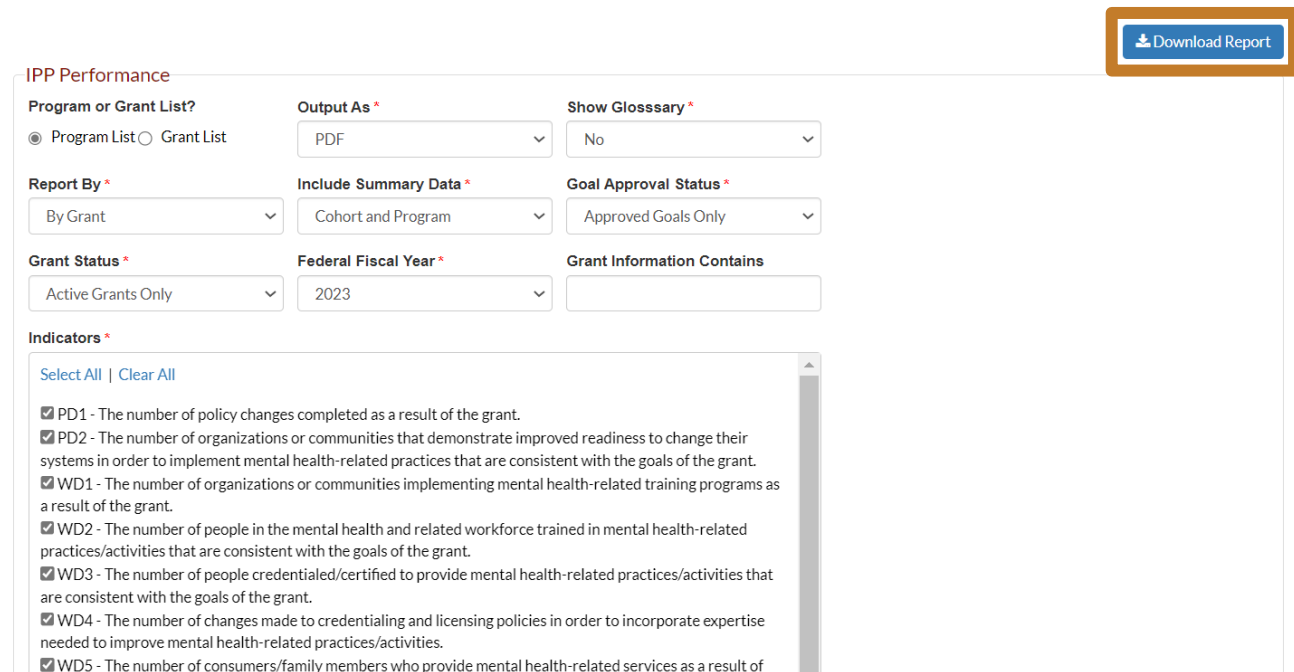 Download Report
IPP Performance
Program or Grant List?
Output As *
Show Glosssary *
Program List Grant List
PDF
No
Report By *
Include Summary Data *
Goal Approval Status *
By Grant
Cohort and Program
Approved Goals Only
Grant Status *
Federal Fiscal Year *
Grant Information Contains
Active Grants Only
2023
Indicators *
Select All | Clear All
PD1 - The number of policy changes completed as a result of the grant.
PD2 - The number of organizations or communities that demonstrate improved readiness to change their
systems in order to implement mental health-related practices that are consistent with the goals of the grant.
WD1 - The number of organizations or communities implementing mental health-related training programs as
a result of the grant.
WD2 - The number of people in the mental health and related workforce trained in mental health-related
practices/activities that are consistent with the goals of the grant.
WD3 - The number of people credentialed/certified to provide mental health-related practices/activities that
are consistent with the goals of the grant.
WD4 - The number of changes made to credentialing and licensing policies in order to incorporate expertise
needed to improve mental health-related practices/activities.
WD5 - The number of consumers/family members who provide mental health-related services as a result of